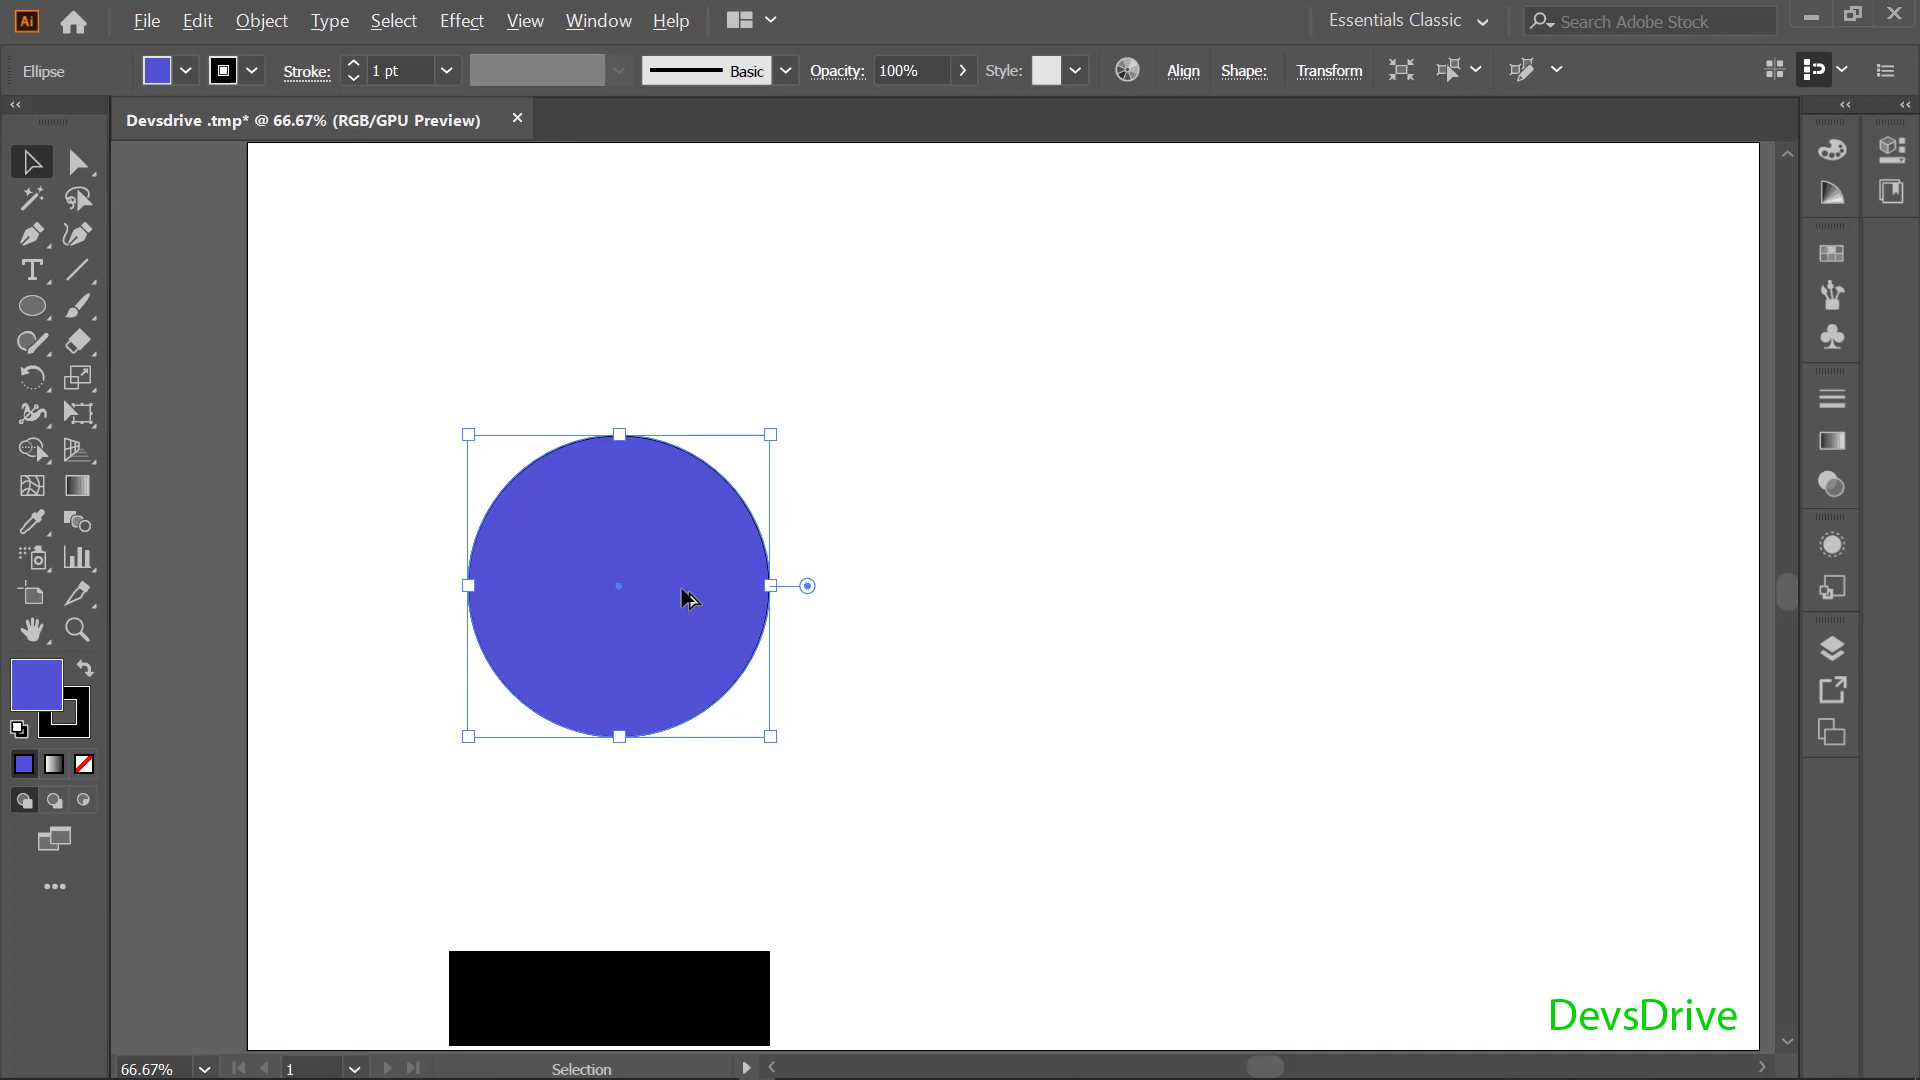 Ai File Edit Object Type Select Effect View Window Help Essentials Classic Search Adobe Stock
Ellipse Stroke: 1 pt Basic Opacity: 100% Style: Align Shape: Transform
Devsdrive .tmp* @ 66.67% (RGB/GPU Preview)
DevsDrive
66.67% 1 Selection